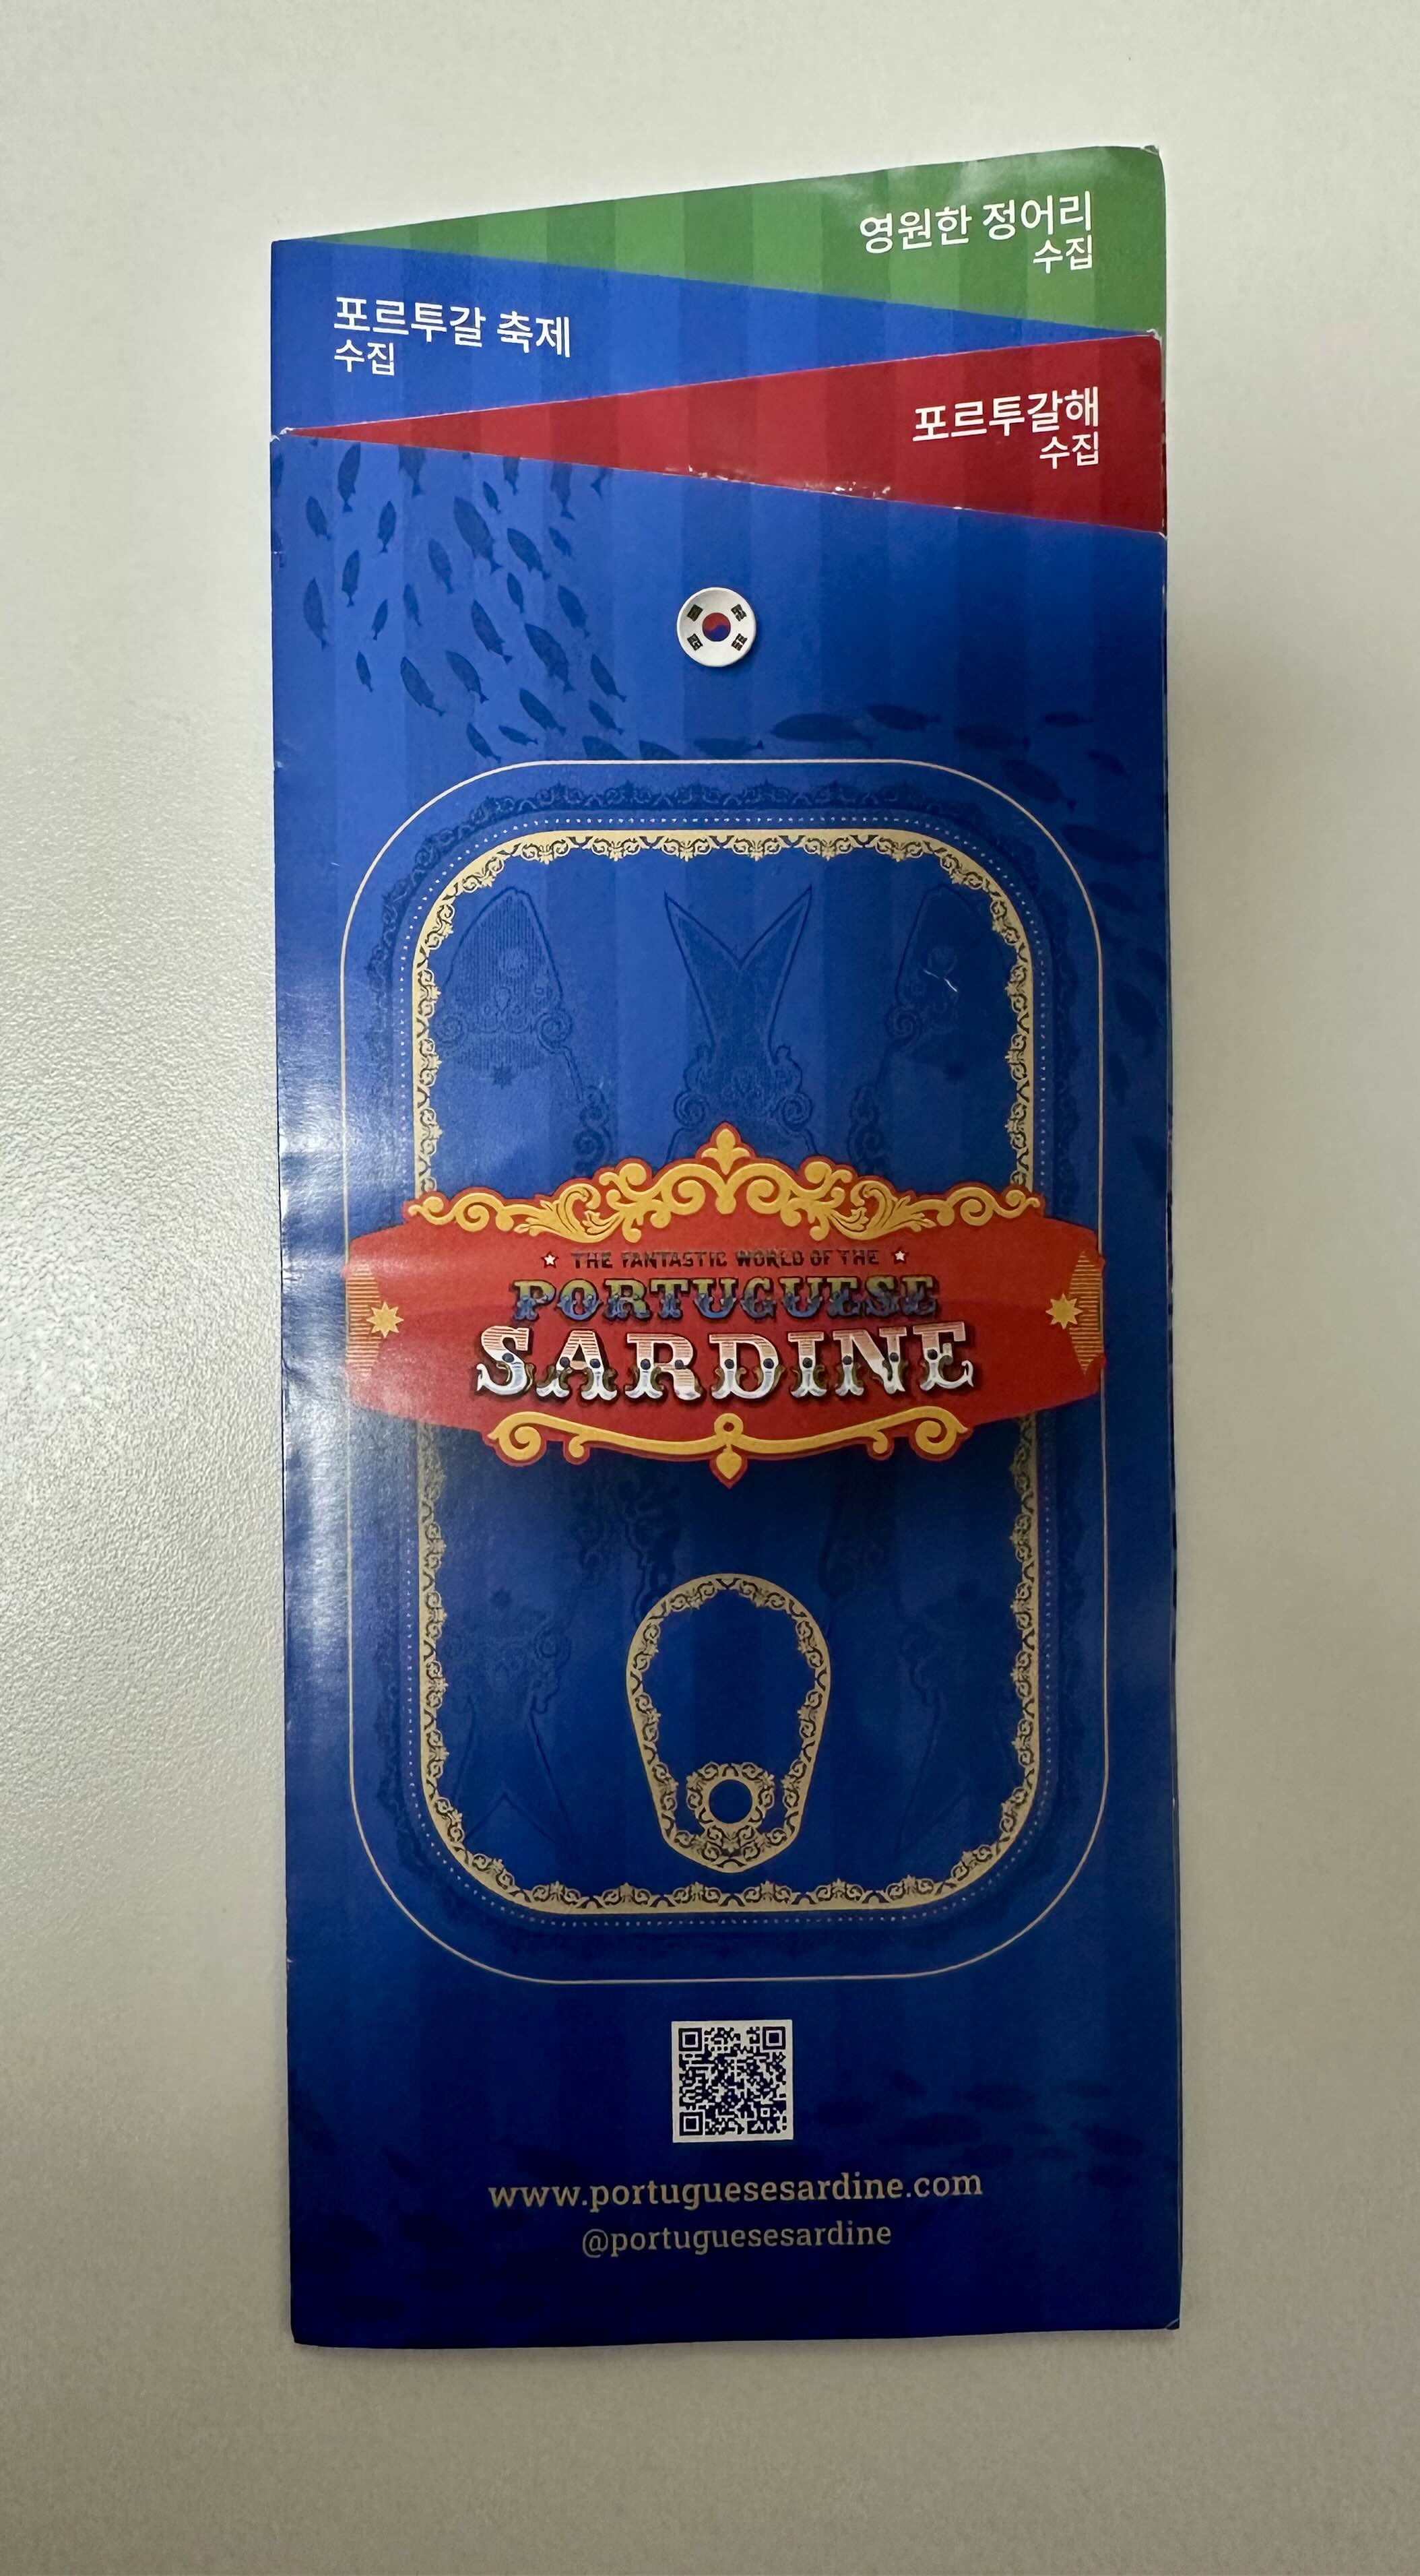 영원한 정어리
수집
포르투갈 축제
수집
포르투갈해
수집
THE FANTASTIC WORLD OF THE
PORTUGUESE
SARDINE
www.portuguesesardine.com
@portuguesesardine